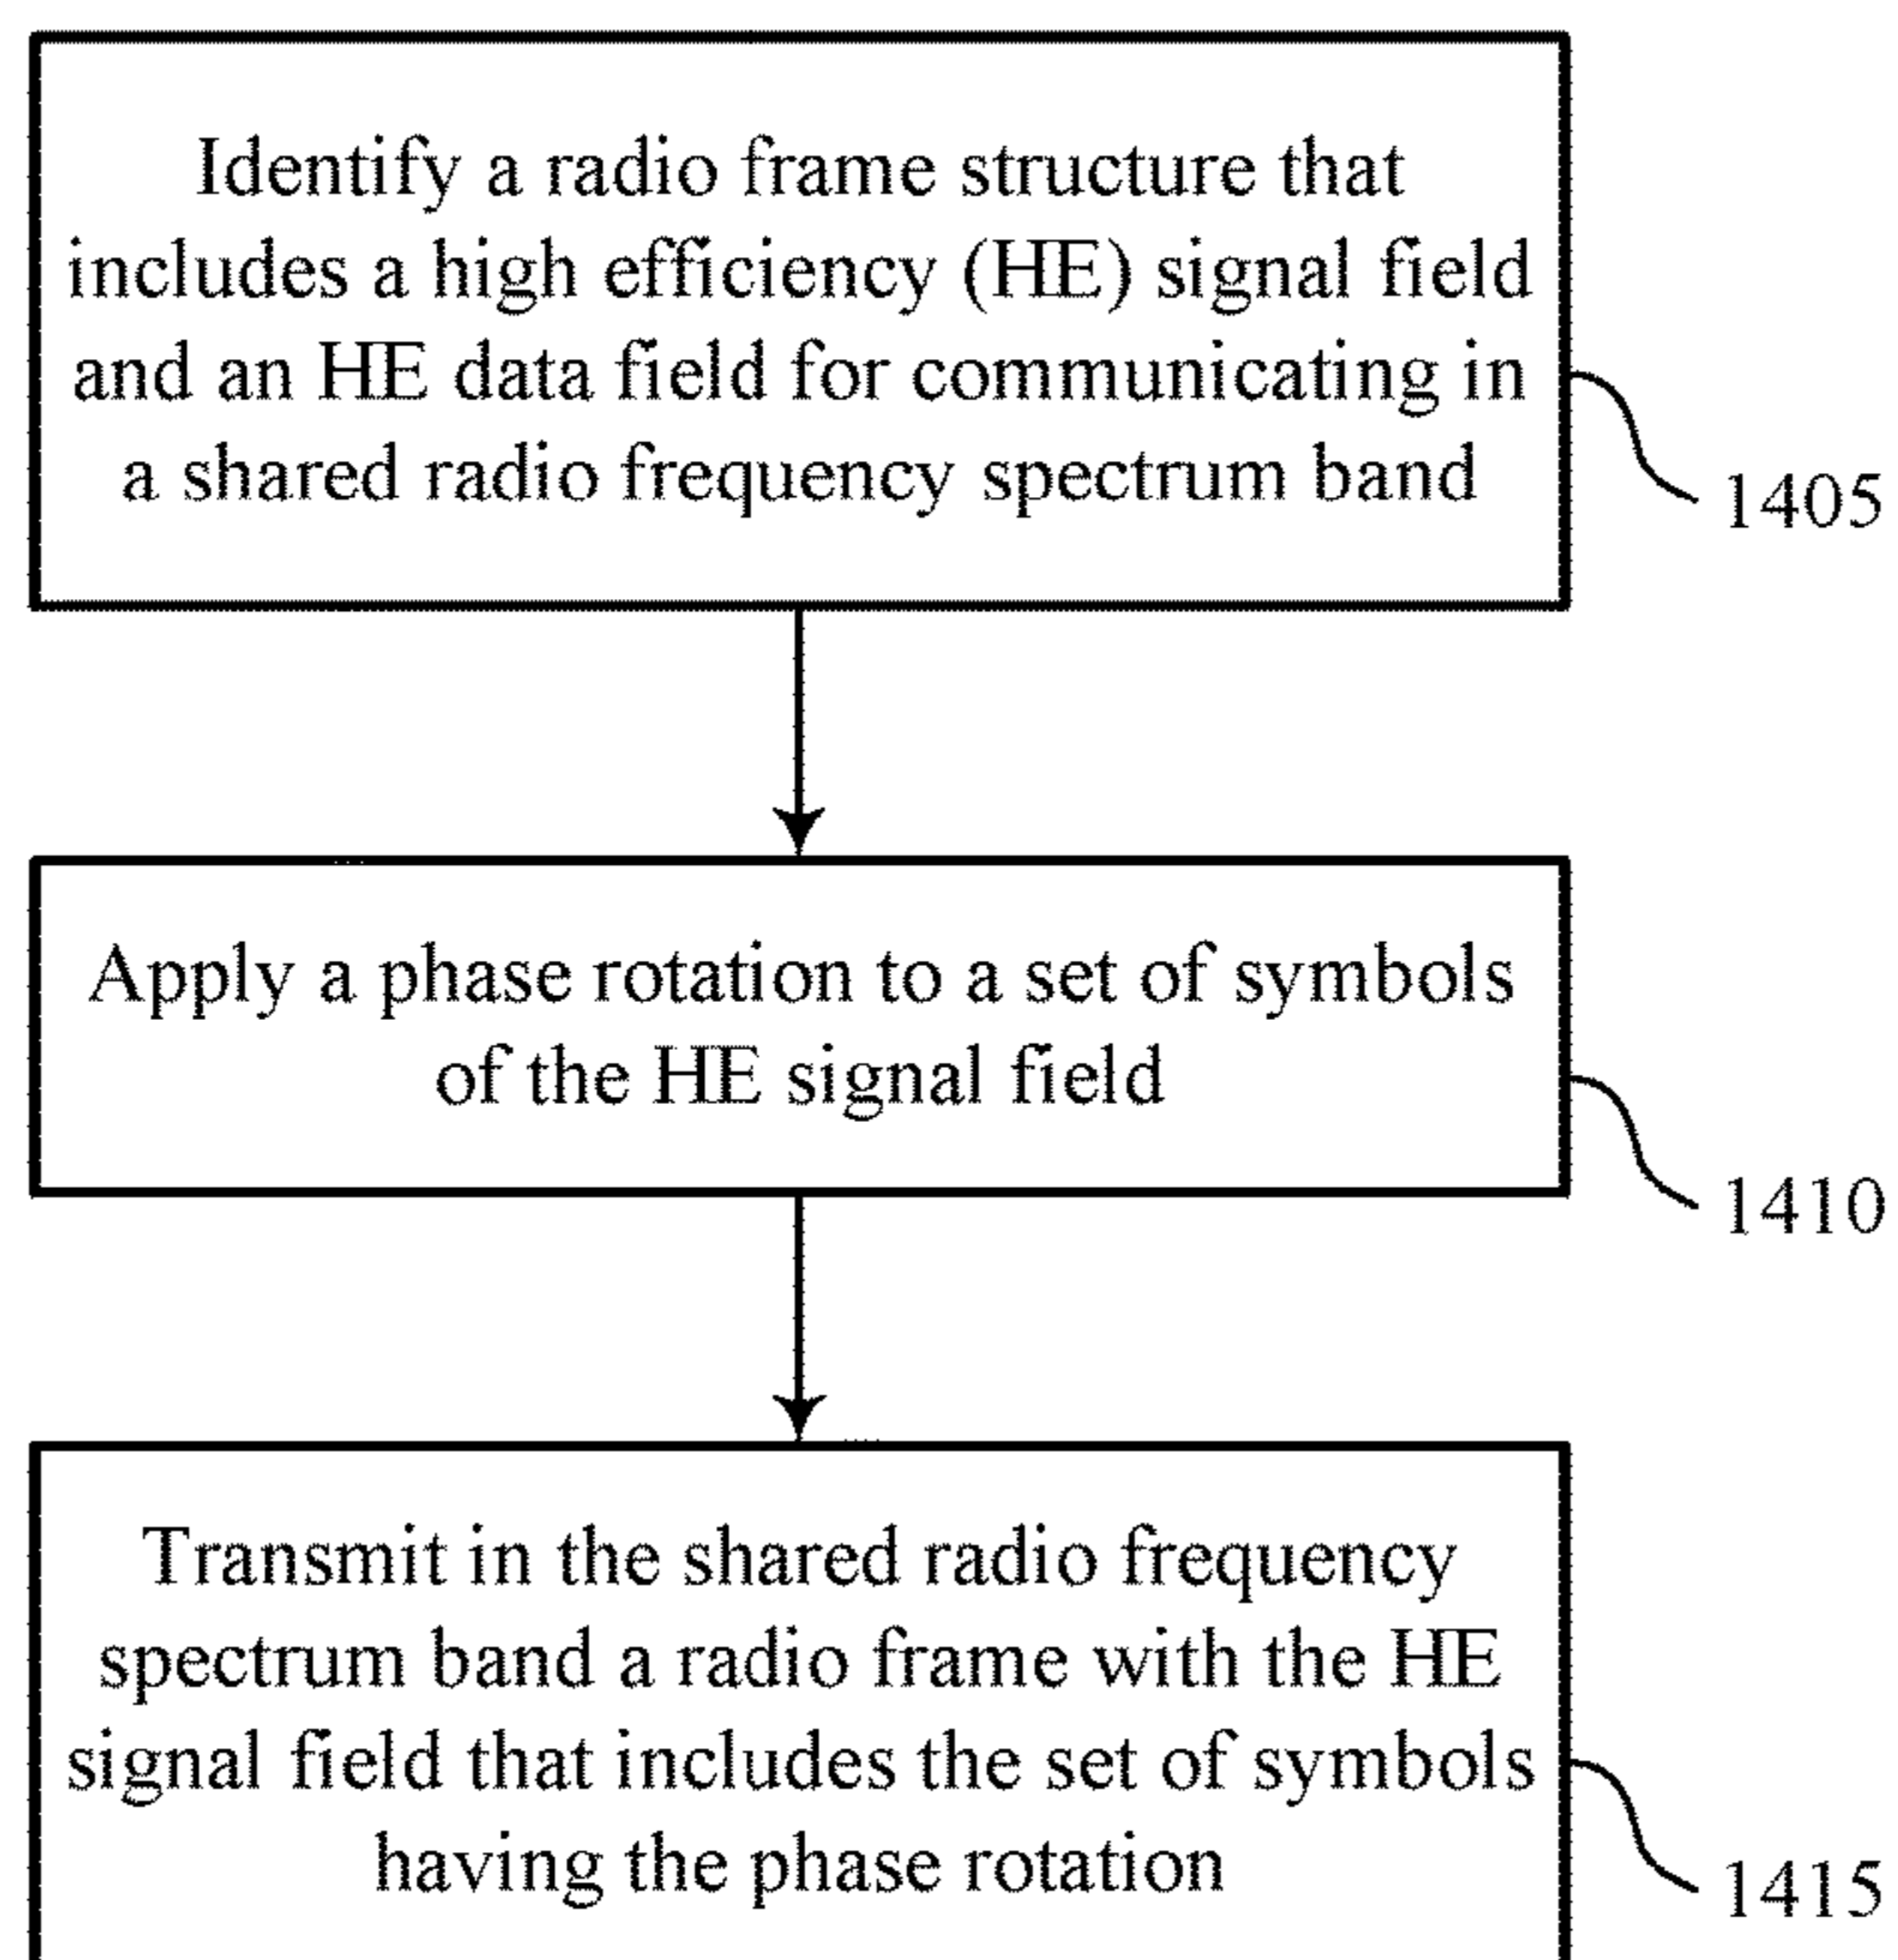 Identify a radio frame structure that
includes a high efficiency (HE) signal field
and an HE data field for communicating in
a shared radio frequency spectrum band
1405
Apply a phase rotation to a set of symbols
of the HE signal field
1410
Transmit in the shared radio frequency
spectrum band a radio frame with the HE
signal field that includes the set of symbols
having the phase rotation
1415